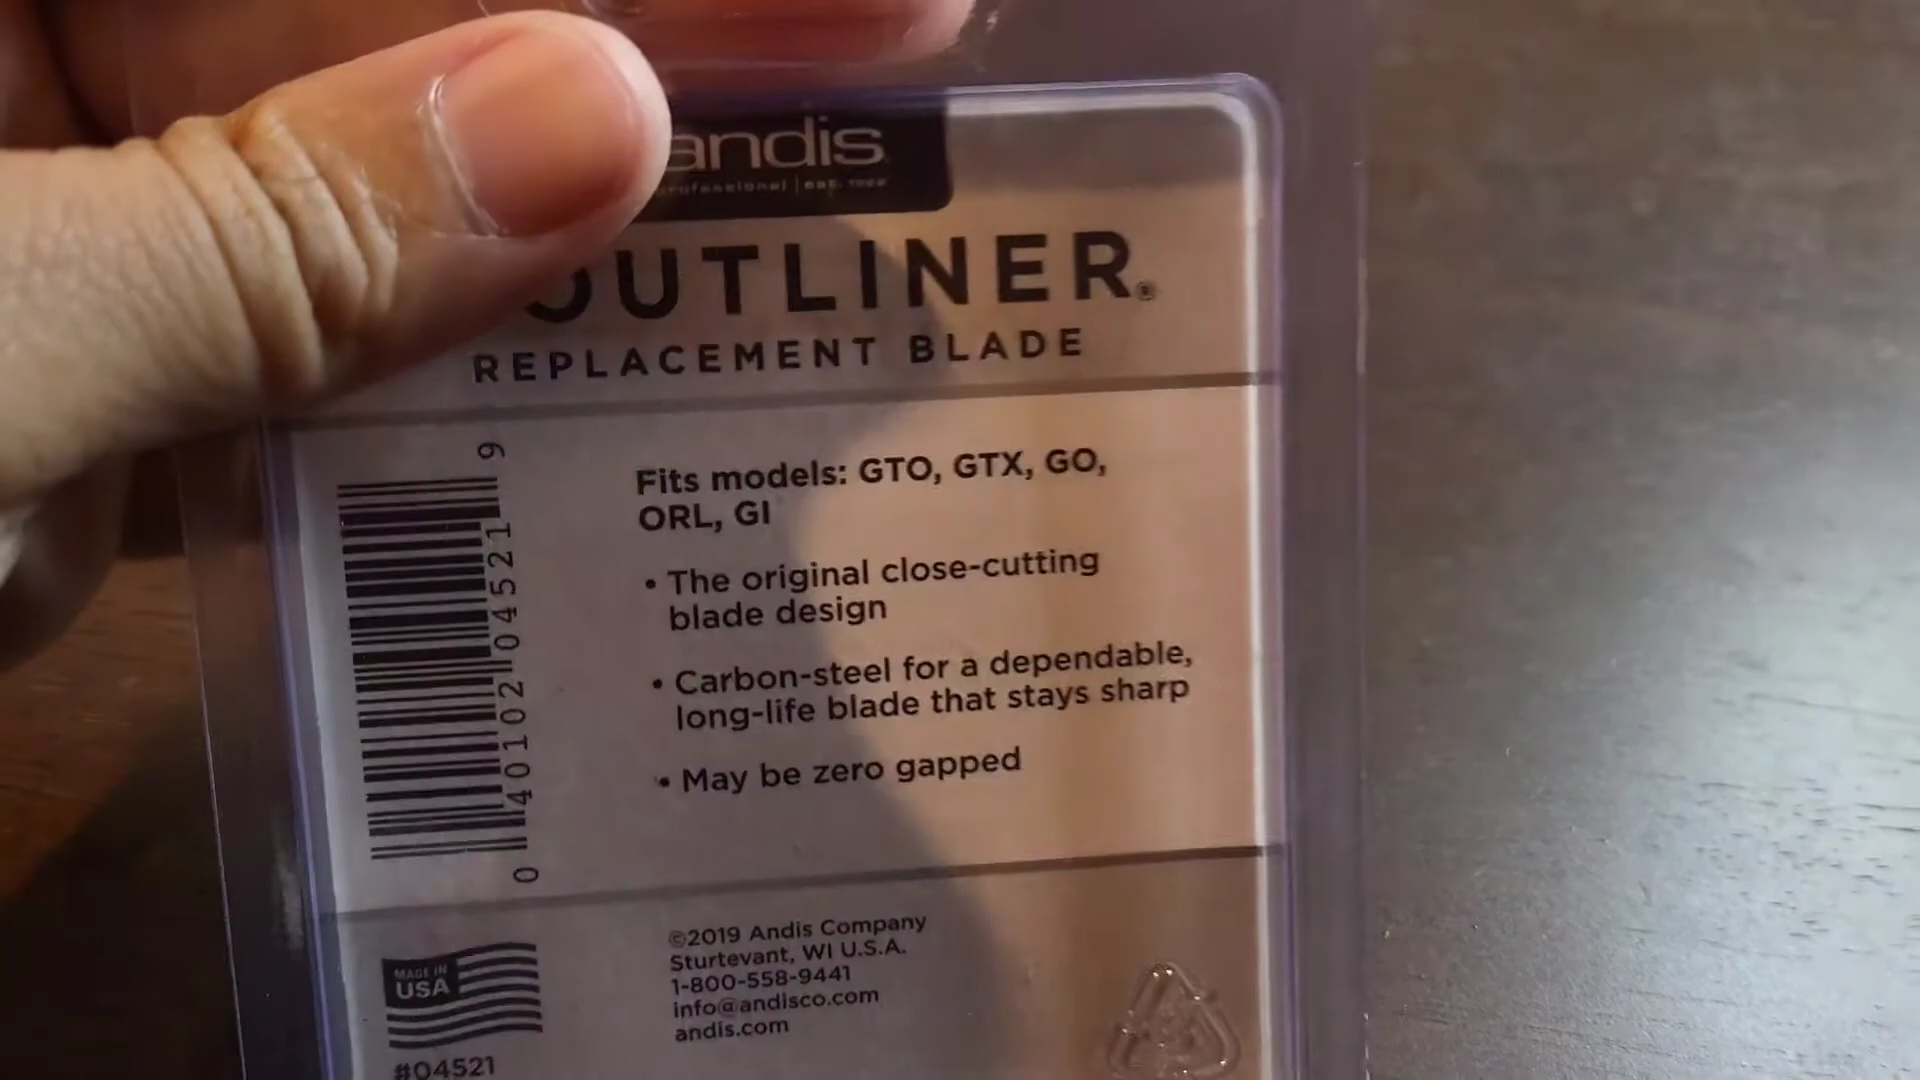 andis
professional | est. 1922
OUTLINER®
REPLACEMENT BLADE
Fits models: GTO, GTX, GO,
ORL, GI
• The original close-cutting
blade design
• Carbon-steel for a dependable,
long-life blade that stays sharp
• May be zero gapped
0 40102 04521 9
MADE IN
USA
#04521
©2019 Andis Company
Sturtevant, WI U.S.A.
1-800-558-9441
info@andisco.com
andis.com